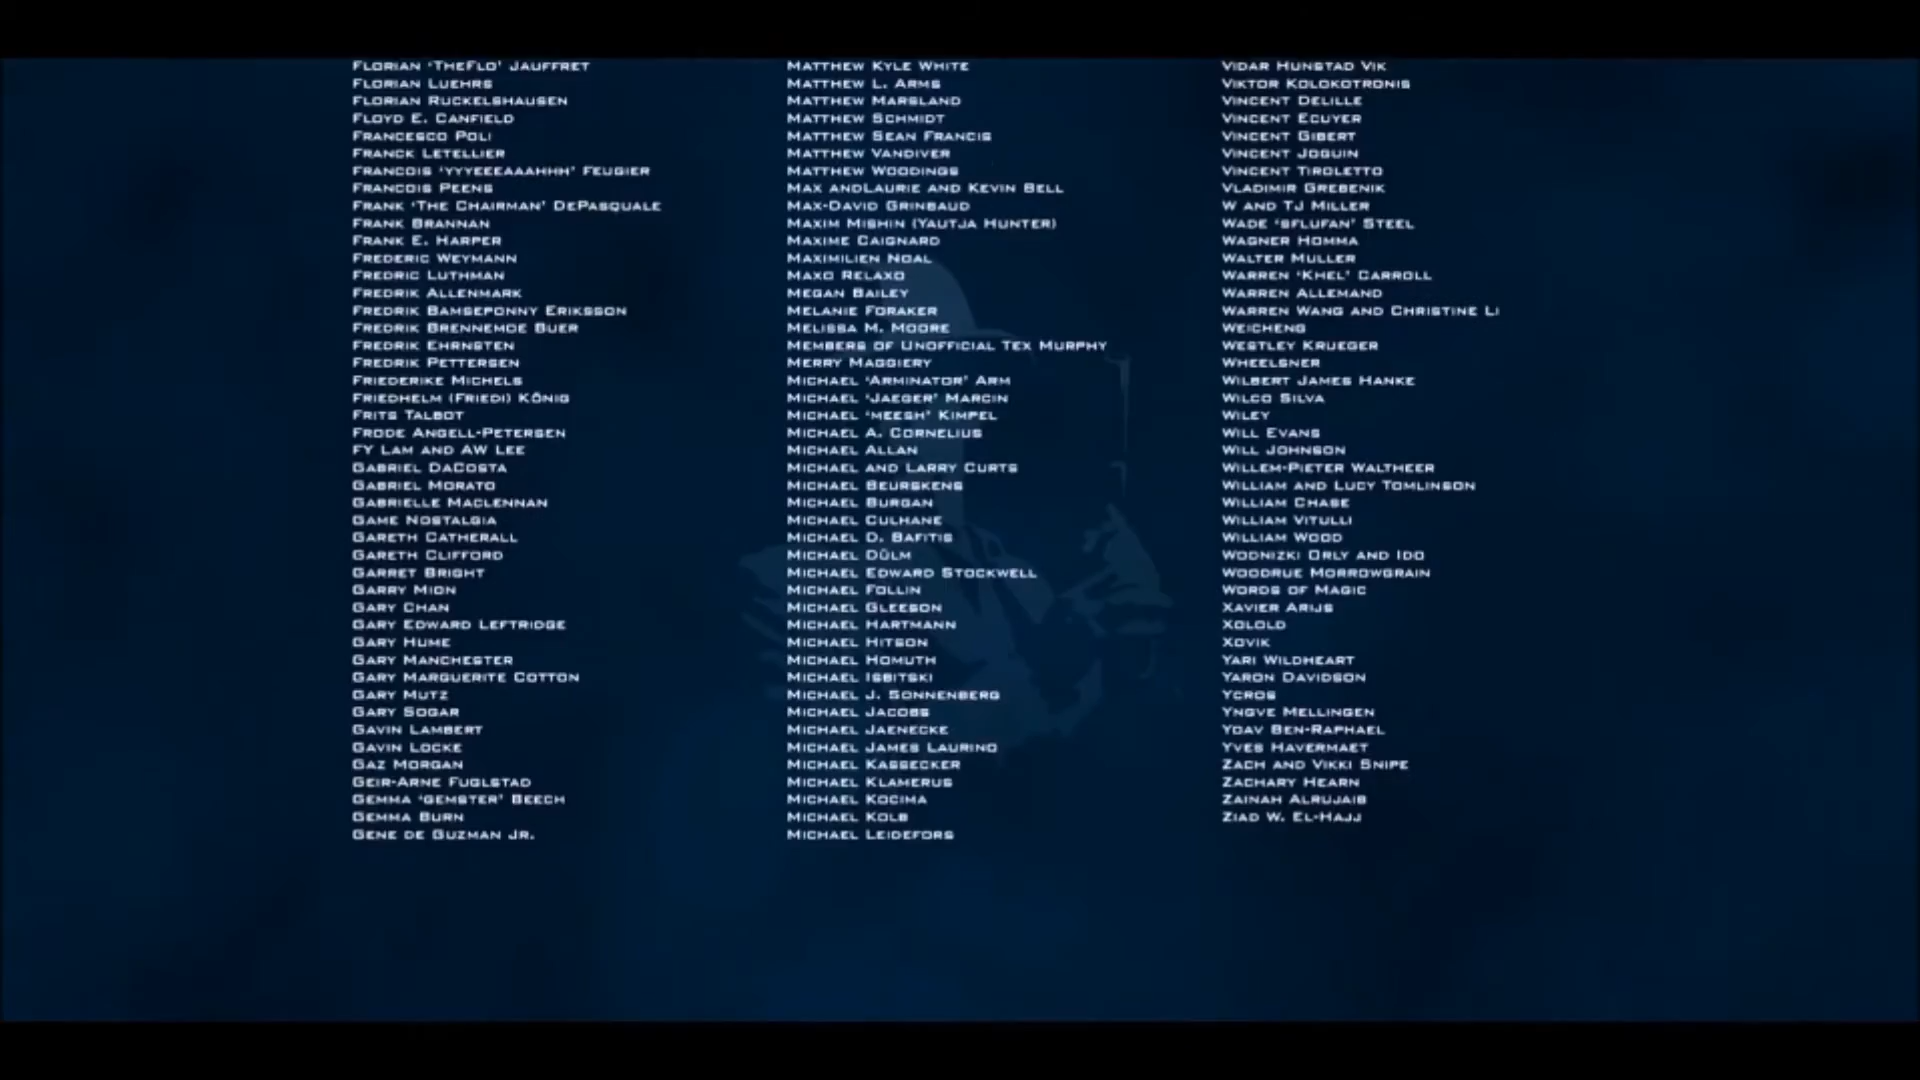 Florian 'TheFlo' Jauffret
Florian Luehrs
Florian Ruckelshausen
Floyd E. Canfield
Francesco Poli
Franck Letellier
Francois 'yyyeeeaaahhh' Feugier
Francois Peens
Frank 'The Chairman' DePasquale
Frank Brannan
Frank E. Harper
Frederic Weymann
Fredric Luthman
Fredrik Allenmark
Fredrik Bamseponny Eriksson
Fredrik Brennemoe Buer
Fredrik Ehrnsten
Fredrik Pettersen
Friederike Michels
Friedhelm (Friedi) König
Frits Talbot
Frode Angell-Petersen
FY Lam and AW Lee
Gabriel DaCosta
Gabriel Morato
Gabrielle Maclennan
Game Nostalgia
Gareth Catherall
Gareth Clifford
Garret Bright
Garry Mion
Gary Chan
Gary Edward Leftridge
Gary Hume
Gary Manchester
Gary Marguerite Cotton
Gary Mutz
Gary Sogar
Gavin Lambert
Gavin Locke
Gaz Morgan
Geir-Arne Fuglstad
Gemma 'gemster' Beech
Gemma Burn
Gene de Guzman Jr.
Matthew Kyle White
Matthew L. Arms
Matthew Marsland
Matthew Schmidt
Matthew Sean Francis
Matthew Vandiver
Matthew Woodings
Max andLaurie and Kevin Bell
Max-David Grinbaud
Maxim Mishin (Yautja Hunter)
Maxime Caignard
Maximilien Noal
Maxo Relaxo
Megan Bailey
Melanie Foraker
Melissa M. Moore
Members of Unofficial Tex Murphy
Merry Maggiery
Michael 'Arminator' Arm
Michael 'Jaeger' Marcin
Michael 'meesh' Kimpel
Michael A. Cornelius
Michael Allan
Michael and Larry Curts
Michael Beurskens
Michael Burgan
Michael Culhane
Michael D. Bafitis
Michael Dülm
Michael Edward Stockwell
Michael Follin
Michael Gleeson
Michael Hartmann
Michael Hitson
Michael Homuth
Michael Isbitski
Michael J. Sonnenberg
Michael Jacobs
Michael Jaenecke
Michael James Laurino
Michael Kassecker
Michael Klamerus
Michael Kocima
Michael Kolb
Michael Leidefors
Vidar Hunstad Vik
Viktor Kolokotronis
Vincent Delille
Vincent Ecuyer
Vincent Gibert
Vincent Joguin
Vincent Tiroletto
Vladimir Grebenik
W and TJ Miller
Wade 'sflufan' Steel
Wagner Homma
Walter Muller
Warren 'Khel' Carroll
Warren Allemand
Warren Wang and Christine Li
Weicheng
Westley Krueger
Wheelsner
Wilbert James Hanke
Wilco Silva
Wiley
Will Evans
Will Johnson
Willem-Pieter Waltheer
William and Lucy Tomlinson
William Chase
William Vitulli
William Wood
Wodnizki Orly and Ido
Woodrue Morrowgrain
Words of Magic
Xavier Arijs
Xolold
Xovik
Yari Wildheart
Yaron Davidson
Ycros
Yngve Mellingen
Yoav Ben-Raphael
Yves Havermaet
Zach and Vikki Snipe
Zachary Hearn
Zainah Alrujaib
Ziad W. El-Hajj